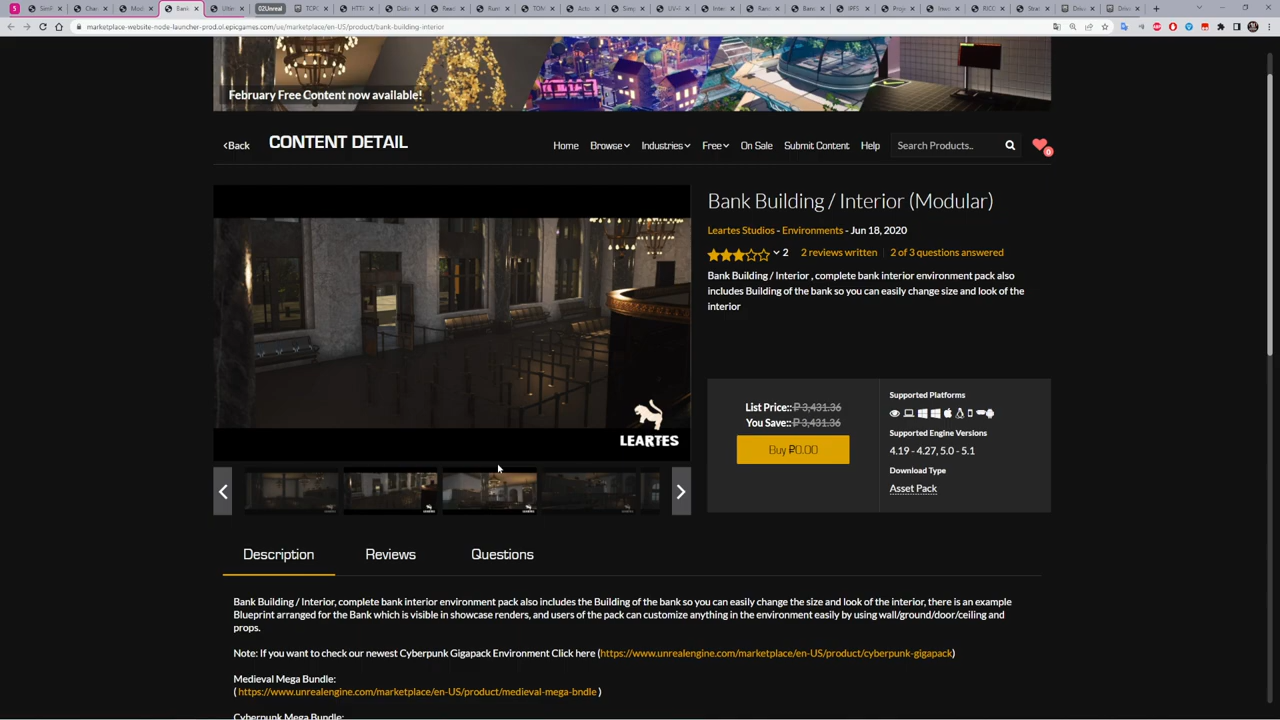 5
Bank
02Unreal
marketplace-website-node-launcher-prod.ol.epicgames.com/ue/marketplace/en-US/product/bank-building-interior
February Free Content now available!
Back CONTENT DETAIL Home Browse Industries Free On Sale Submit Content Help Search Products.. 0
Bank Building / Interior (Modular)
Leartes Studios - Environments - Jun 18, 2020
2 2 reviews written 2 of 3 questions answered
Bank Building / Interior , complete bank interior environment pack also
includes Building of the bank so you can easily change size and look of the
interior
LEARTES
List Price:: ₽ 3,431.36
You Save:: ₽ 3,431.36
Buy ₽0.00
Supported Platforms
Supported Engine Versions
4.19 - 4.27, 5.0 - 5.1
Download Type
Asset Pack
Description Reviews Questions
Bank Building / Interior, complete bank interior environment pack also includes the Building of the bank so you can easily change the size and look of the interior, there is an example
Blueprint arranged for the Bank which is visible in showcase renders, and users of the pack can customize anything in the environment easily by using wall/ground/door/ceiling and
props.
Note: If you want to check our newest Cyberpunk Gigapack Environment Click here (https://www.unrealengine.com/marketplace/en-US/product/cyberpunk-gigapack)
Medieval Mega Bundle:
( https://www.unrealengine.com/marketplace/en-US/product/medieval-mega-bndle )
Cyberpunk Mega Bundle: